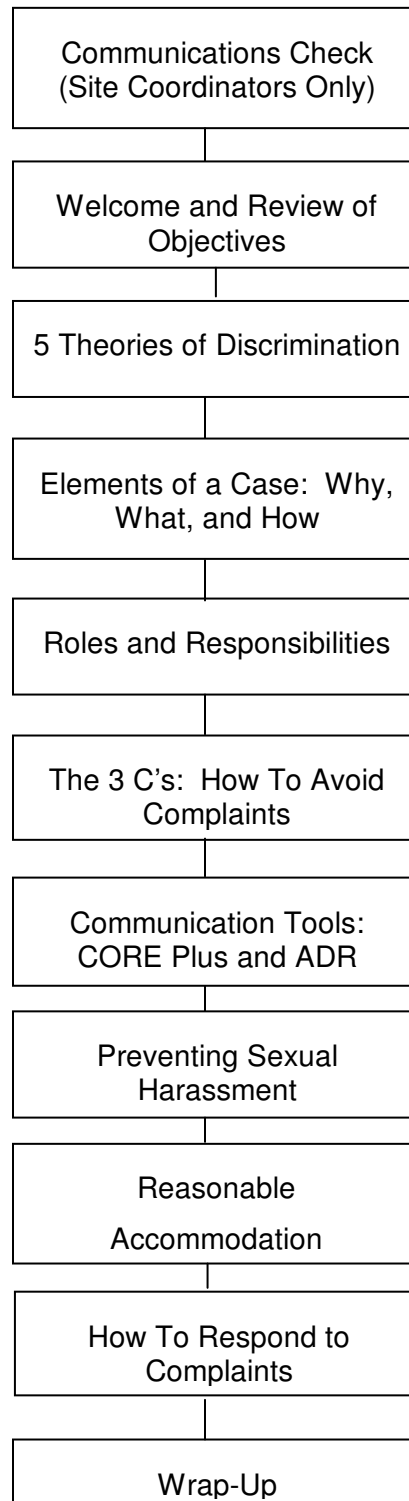 Communications Check
(Site Coordinators Only)
Welcome and Review of
Objectives
5 Theories of Discrimination
Elements of a Case:  Why,
What, and How
Roles and Responsibilities
The 3 C's:  How To Avoid
Complaints
Communication Tools:
CORE Plus and ADR
Preventing Sexual
Harassment
Reasonable
Accommodation
How To Respond to
Complaints
Wrap-Up